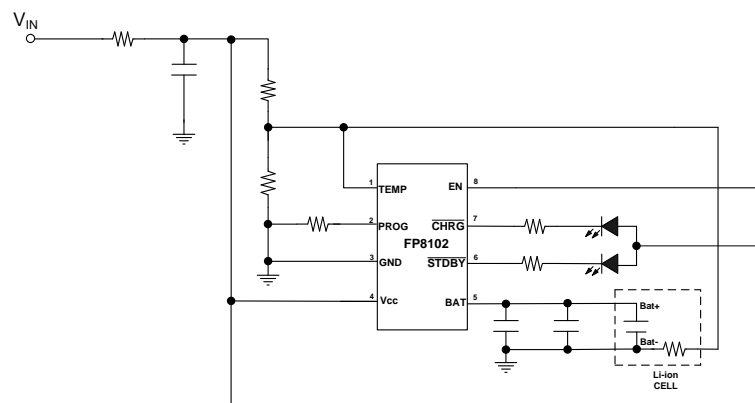 VIN
1 TEMP EN 8
2 PROG CHRG 7
FP8102
3 GND STDBY 6
4 Vcc BAT 5
Bat+
Bat-
Li-ion
CELL